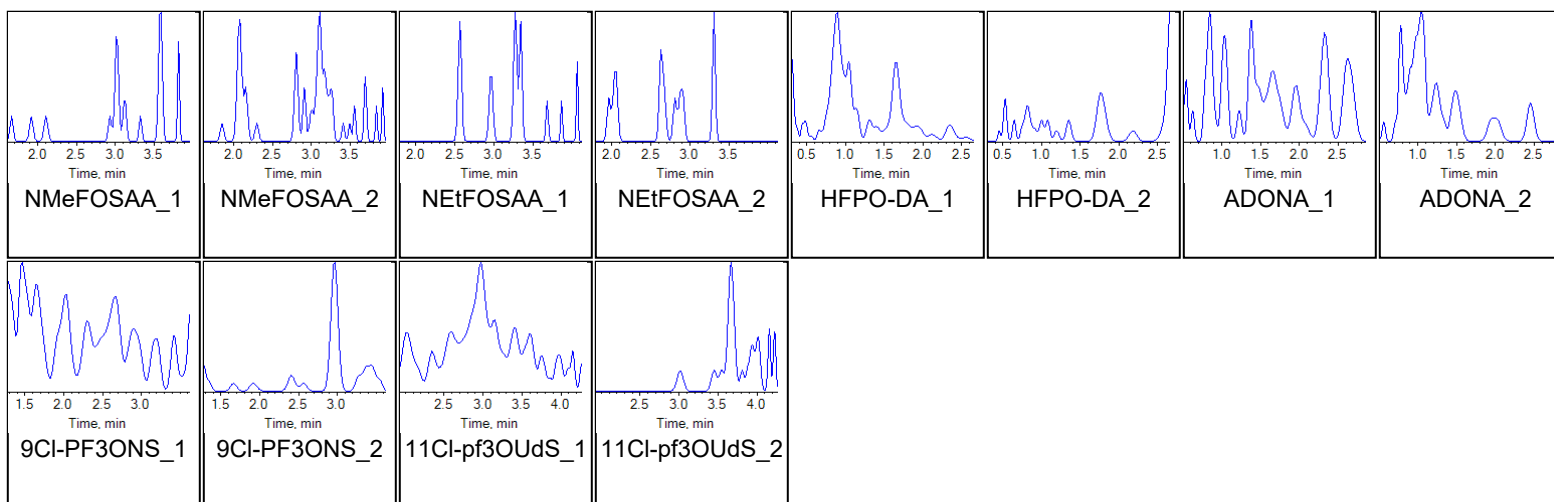 2.0 2.5 3.0 3.5
2.0 2.5 3.0 3.5
2.0 2.5 3.0 3.5 4.0
2.0 2.5 3.0 3.5 4.0
0.5 1.0 1.5 2.0 2.5
0.5 1.0 1.5 2.0 2.5
1.0 1.5 2.0 2.5
1.0 1.5 2.0 2.5
Time, min Time, min Time, min Time, min Time, min Time, min Time, min Time, min
NMeFOSAA_1 NMeFOSAA_2 NEtFOSAA_1 NEtFOSAA_2 HFPO-DA_1 HFPO-DA_2 ADONA_1 ADONA_2
1.5 2.0 2.5 3.0
1.5 2.0 2.5 3.0
2.5 3.0 3.5 4.0
2.5 3.0 3.5 4.0
Time, min Time, min Time, min Time, min
9Cl-PF3ONS_1 9Cl-PF3ONS_2 11Cl-pf3OUdS_1 11Cl-pf3OUdS_2